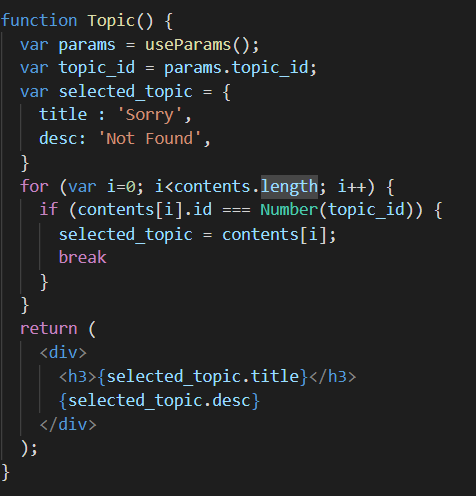 function Topic() {
  var params = useParams();
  var topic_id = params.topic_id;
  var selected_topic = {
    title : 'Sorry',
    desc: 'Not Found',
  }
  for (var i=0; i<contents.length; i++) {
    if (contents[i].id === Number(topic_id)) {
      selected_topic = contents[i];
      break
    }
  }
  return (
    <div>
      <h3>{selected_topic.title}</h3>
      {selected_topic.desc}
    </div>
  );
}